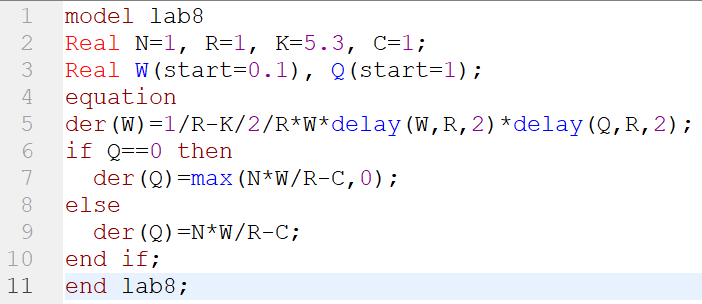 1 model lab8
2 Real N=1, R=1, K=5.3, C=1;
3 Real W(start=0.1), Q(start=1);
4 equation
5 der(W)=1/R-K/2/R*W*delay(W,R,2)*delay(Q,R,2);
6 if Q==0 then
7   der(Q)=max(N*W/R-C,0);
8 else
9   der(Q)=N*W/R-C;
10 end if;
11 end lab8;